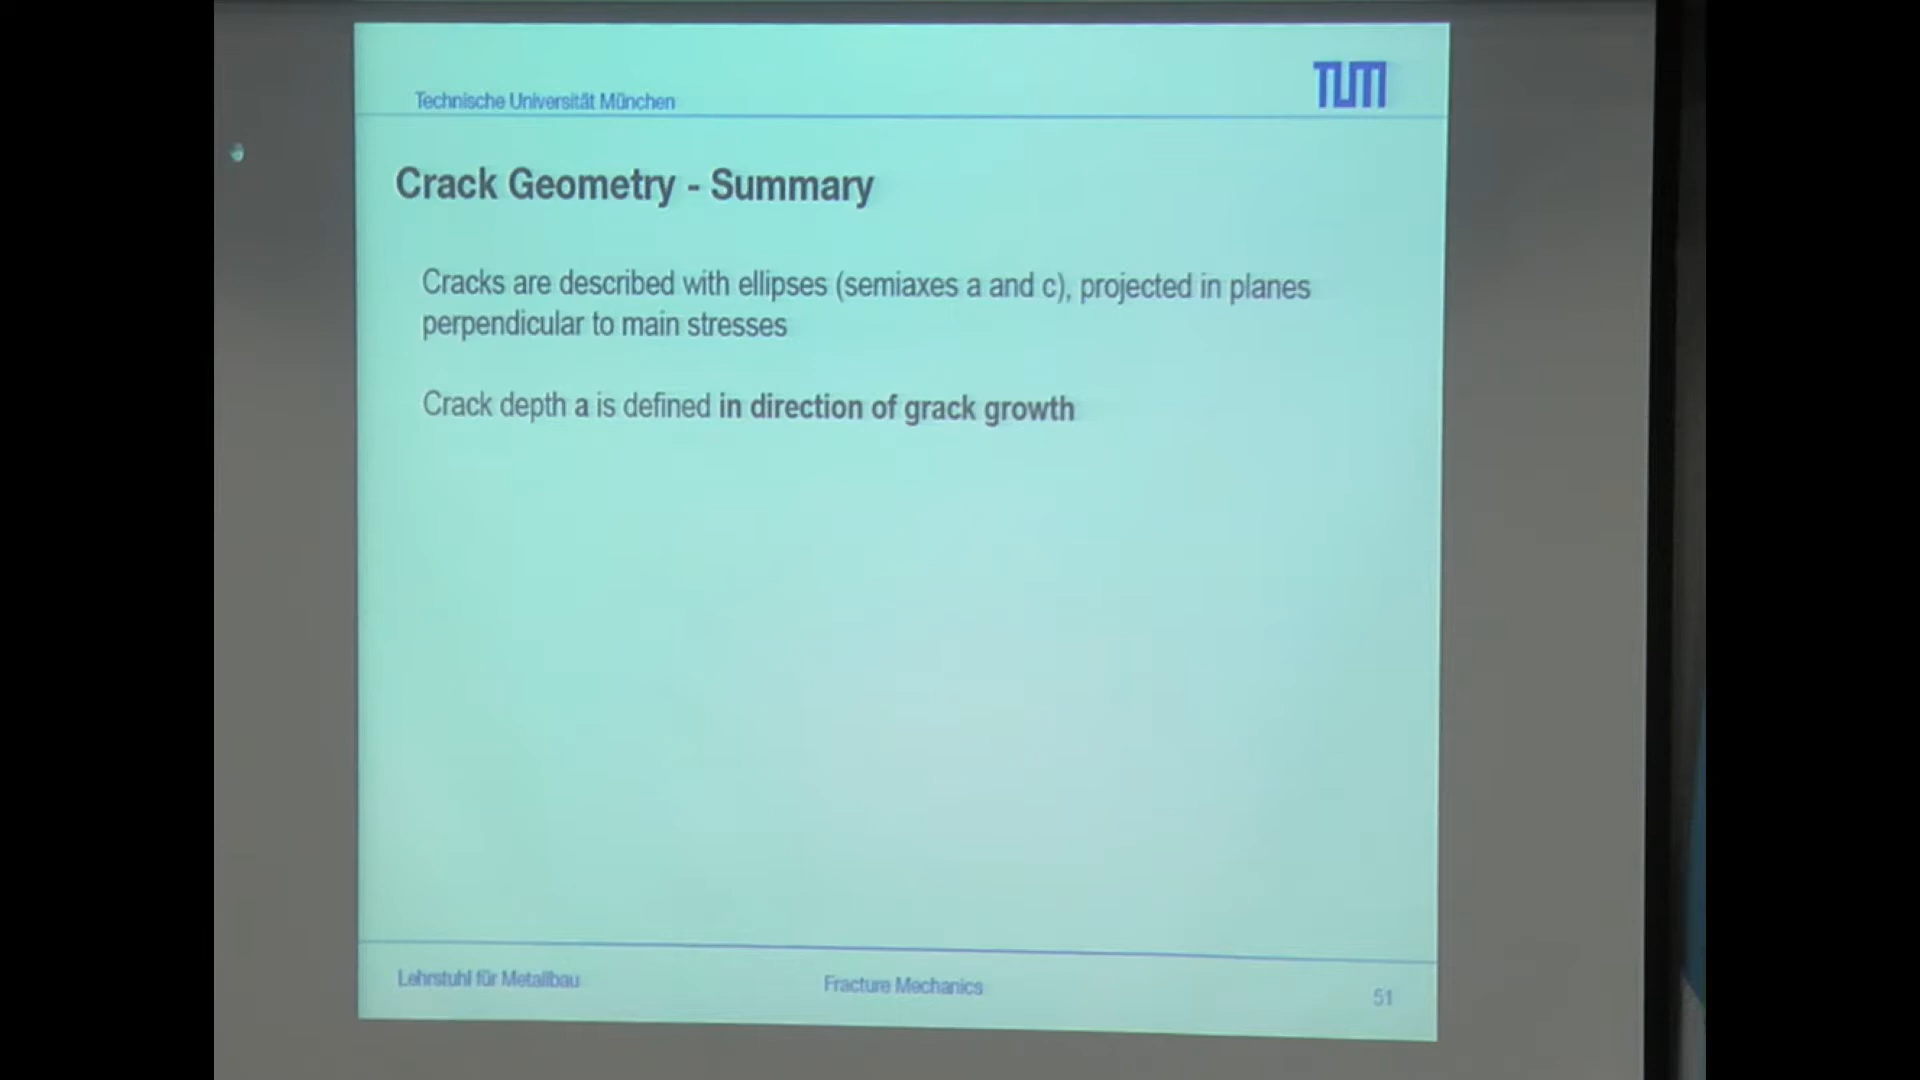 Technische Universität München
TUM
Crack Geometry - Summary
Cracks are described with ellipses (semiaxes a and c), projected in planes
perpendicular to main stresses
Crack depth a is defined in direction of grack growth
Lehrstuhl für Metallbau
Fracture Mechanics
51